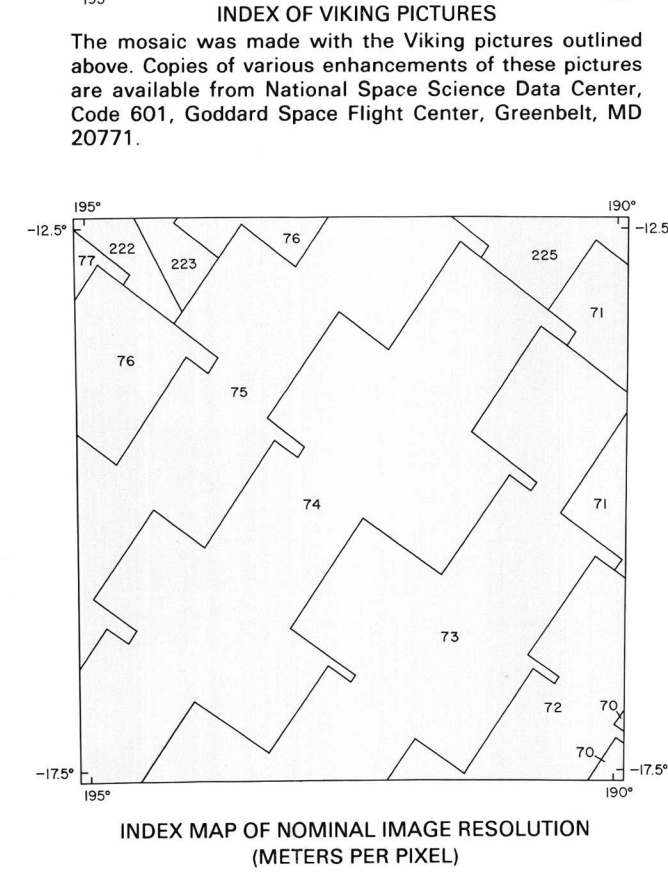 INDEX OF VIKING PICTURES
The mosaic was made with the Viking pictures outlined
above. Copies of various enhancements of these pictures
are available from National Space Science Data Center,
Code 601, Goddard Space Flight Center, Greenbelt, MD
20771.
195° 190°
-12.5° -12.5
222 76 225
77 223
71
76
75
74 71
73
72 70
70
-17.5° -17.5°
195° 190°
INDEX MAP OF NOMINAL IMAGE RESOLUTION
(METERS PER PIXEL)